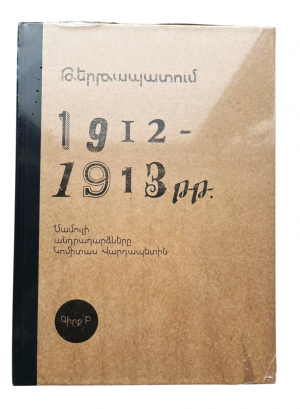 Թերթապատում
1912-
1913 թթ.
Մամուլի
անդրադարձները
Կոմիտաս Վարդապետին
Գիրք Բ